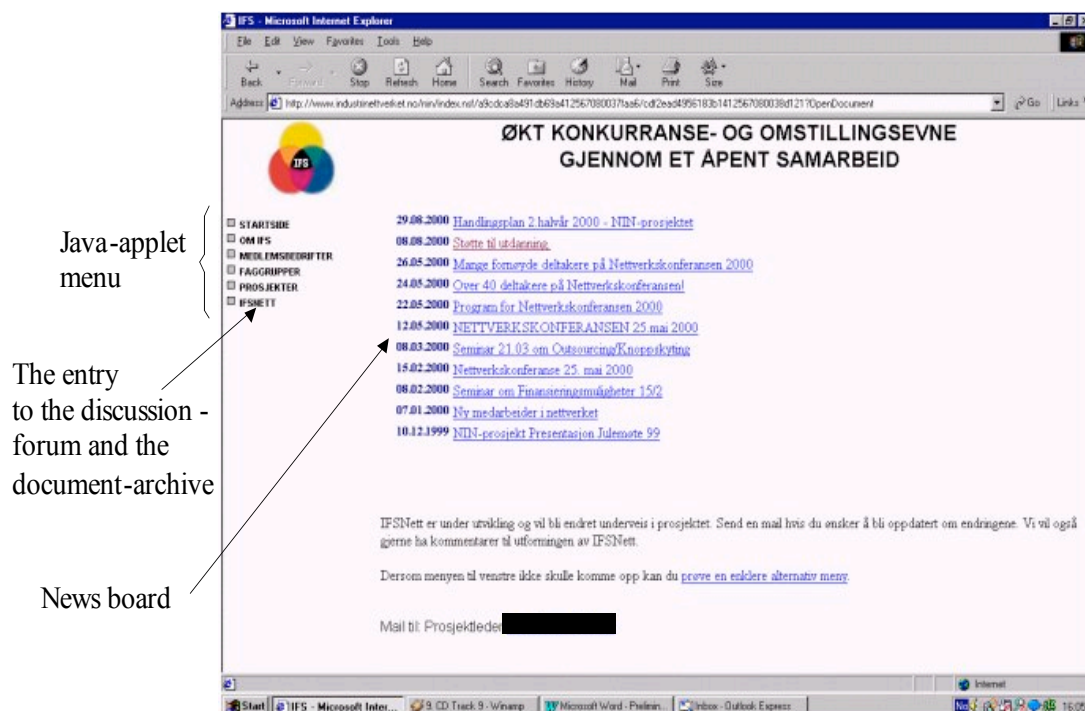 IFS - Microsoft Internet Explorer
File Edit View Favorites Tools Help
Back Forward Stop Refresh Home Search Favorites History Mail Print Size
Address
Go Links
ØKT KONKURRANSE- OG OMSTILLINGSEVNE
GJENNOM ET ÅPENT SAMARBEID
IFS
Java-applet
menu
STARTSIDE
OM IFS
MEDLEMSBEDRIFTER
FAGGRUPPER
PROSJEKTER
IFSNETT
29.08.2000 Handlingsplan 2.halvår 2000 - NIN-prosjektet
08.08.2000 Støtte til utdanning.
26.05.2000 Mange fornøyde deltakere på Nettverkskonferansen 2000
24.05.2000 Over 40 deltakere på Nettverkskonferansen!
22.05.2000 Program for Nettverkskonferansen 2000
12.05.2000 NETTVERKSKONFERANSEN 25.mai 2000
08.03.2000 Seminar 21.03 om Outsourcing/Knoppskyting
15.02.2000 Nettverkskonferanse 25. mai 2000
08.02.2000 Seminar om Finansieringsmuligheter 15/2
07.01.2000 Ny medarbeider i nettverket
10.12.1999 NIN-prosjekt Presentasjon Julemøte 99
The entry
to the discussion -
forum and the
document-archive
News board
IFSNett er under utvikling og vil bli endret underveis i prosjektet. Send en mail hvis du ønsker å bli oppdatert om endringene. Vi vil også
gjerne ha kommentarer til utformingen av IFSNett.
Dersom menyen til venstre ikke skulle komme opp kan du prøve en enklere alternativ meny.
Mail til: Prosjektleder
Internet
Start IFS - Microsoft Inter... 9. CD Track 9 - Winamp Microsoft Word - Prelimin... Inbox - Outlook Express 16:05